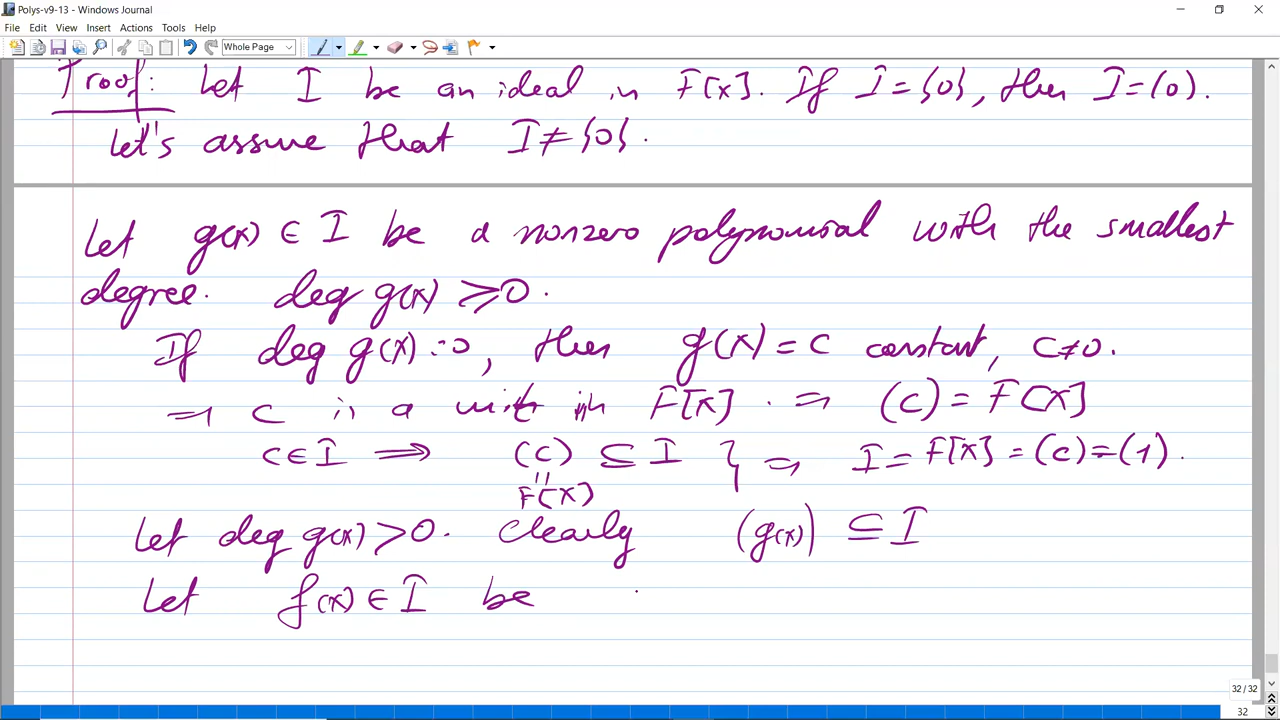 Polys-v9-13 - Windows Journal
File Edit View Insert Actions Tools Help
Whole Page
Proof: Let I be an ideal in F[x]. If I = {0}, then I = (0).
Let's assume that I ≠ {0}.
Let g(x) ∈ I be a nonzero polynomial with the smallest
degree. deg g(x) ≥ 0.
If deg g(x) = 0, then g(x) = c constant, c ≠ 0.
⇒ c is a unit in F[x]. ⇒ (c) = F[x]
c ∈ I ⟹ (c) ⊆ I } ⇒ I = F[x] = (c) = (1).
"
F[x]
Let deg g(x) > 0. Clearly (g(x)) ⊆ I
Let f(x) ∈ I be
32 / 32
32